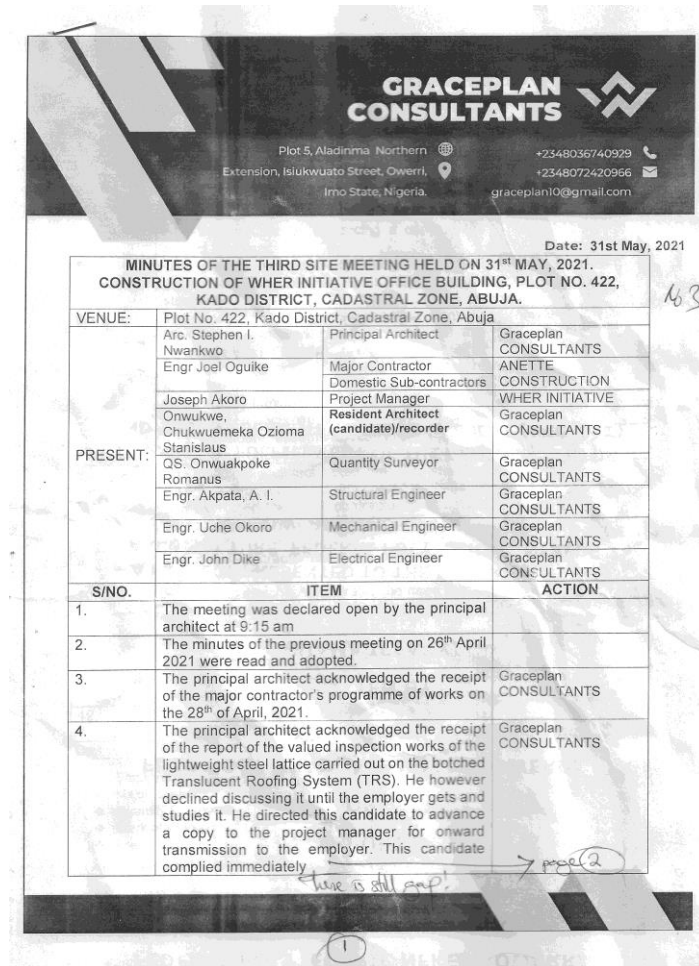 GRACEPLAN
CONSULTANTS
Plot 5, Aladinma Northern
Extension, Isiukwuato Street, Owerri,
Imo State, Nigeria.
+2348036740929
+2348072420966
graceplan10@gmail.com
Date: 31st May, 2021
MINUTES OF THE THIRD SITE MEETING HELD ON 31st MAY, 2021.
CONSTRUCTION OF WHER INITIATIVE OFFICE BUILDING, PLOT NO. 422,
KADO DISTRICT, CADASTRAL ZONE, ABUJA.
No 3
VENUE: Plot No. 422, Kado District, Cadastral Zone, Abuja
PRESENT:
Arc. Stephen I. Principal Architect Graceplan
Nwankwo CONSULTANTS
Engr Joel Oguike Major Contractor ANETTE
Domestic Sub-contractors CONSTRUCTION
Joseph Akoro Project Manager WHER INITIATIVE
Onwukwe, Resident Architect Graceplan
Chukwuemeka Ozioma (candidate)/recorder CONSULTANTS
Stanislaus
QS. Onwuakpoke Quantity Surveyor Graceplan
Romanus CONSULTANTS
Engr. Akpata, A. I. Structural Engineer Graceplan
CONSULTANTS
Engr. Uche Okoro Mechanical Engineer Graceplan
CONSULTANTS
Engr. John Dike Electrical Engineer Graceplan
CONSULTANTS
S/NO. ITEM ACTION
1. The meeting was declared open by the principal
architect at 9:15 am
2. The minutes of the previous meeting on 26th April
2021 were read and adopted.
3. The principal architect acknowledged the receipt Graceplan
of the major contractor's programme of works on CONSULTANTS
the 28th of April, 2021.
4. The principal architect acknowledged the receipt Graceplan
of the report of the valued inspection works of the CONSULTANTS
lightweight steel lattice carried out on the botched
Translucent Roofing System (TRS). He however
declined discussing it until the employer gets and
studies it. He directed this candidate to advance
a copy to the project manager for onward
transmission to the employer. This candidate
complied immediately
page 2
there is still gap!
1